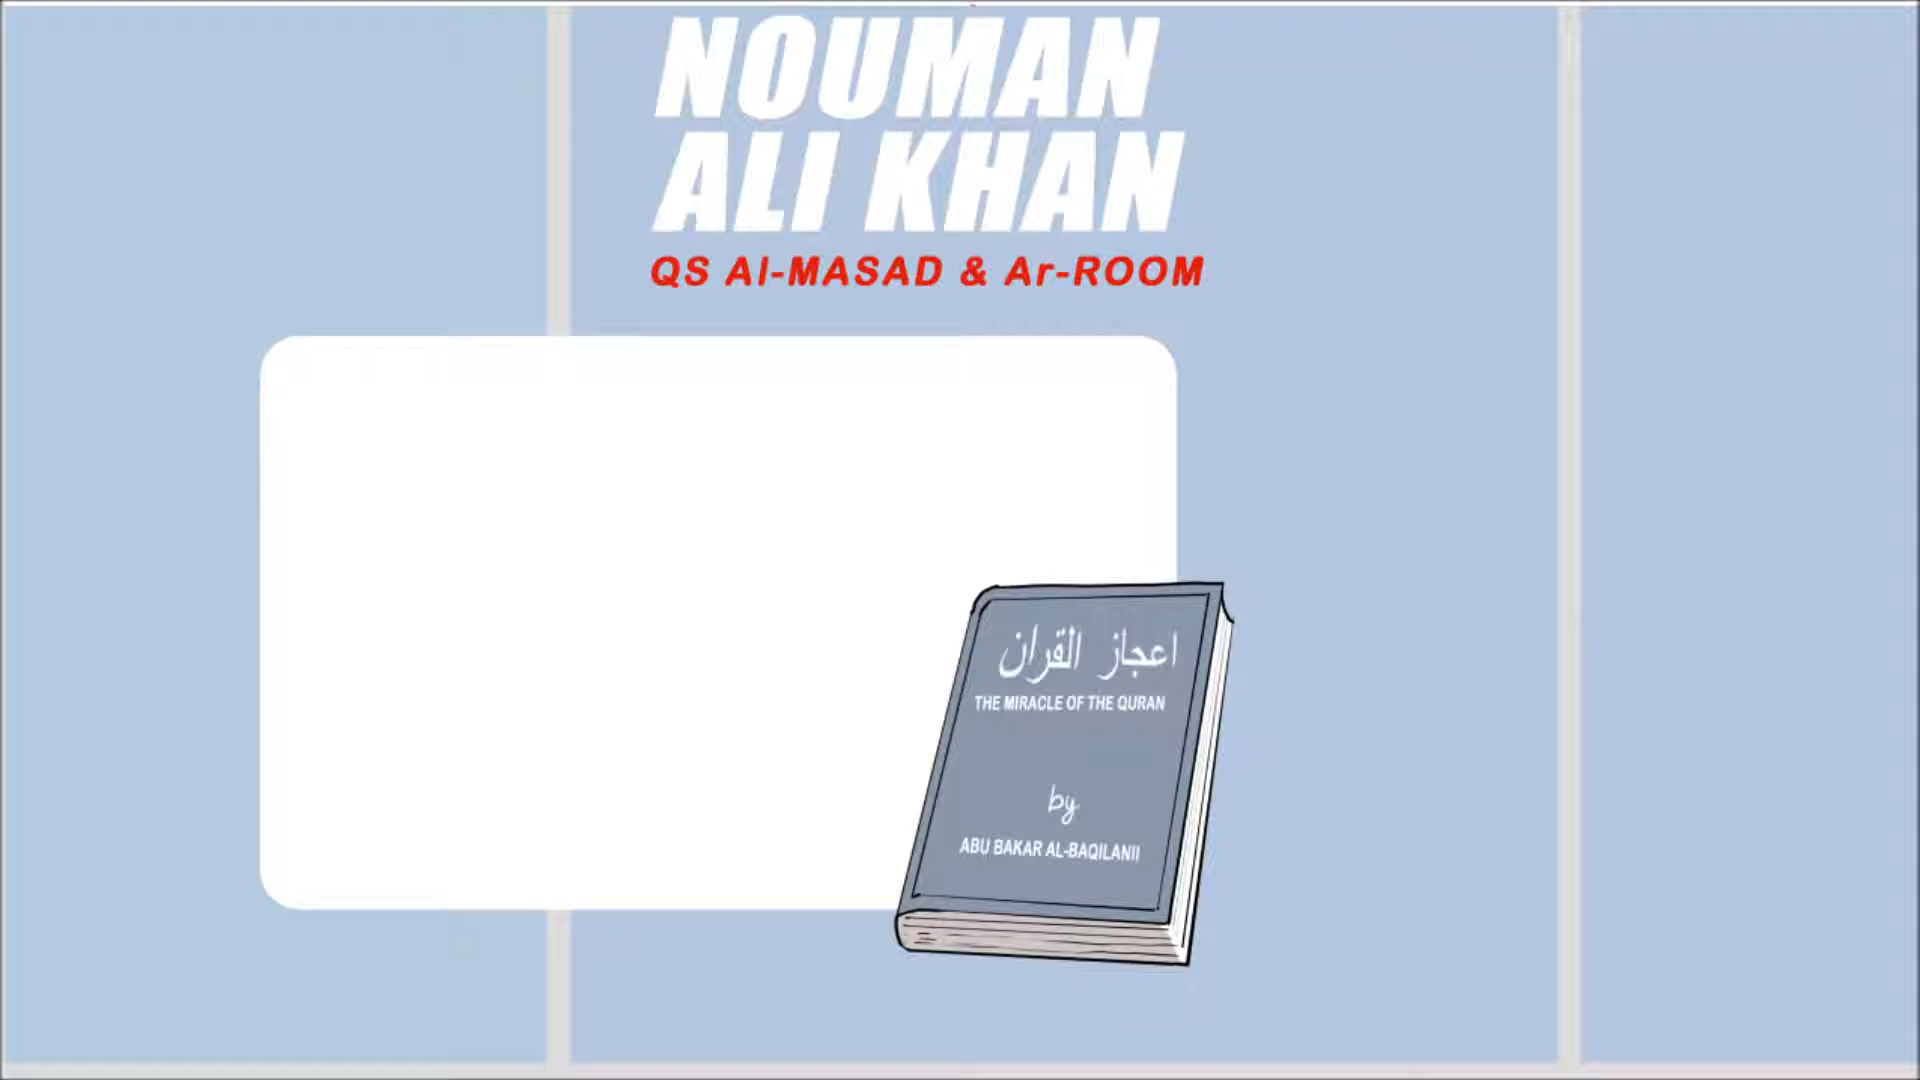 NOUMAN
ALI KHAN
QS Al-MASAD & Ar-ROOM
اعجاز القران
THE MIRACLE OF THE QURAN
by
ABU BAKAR AL-BAQILANII